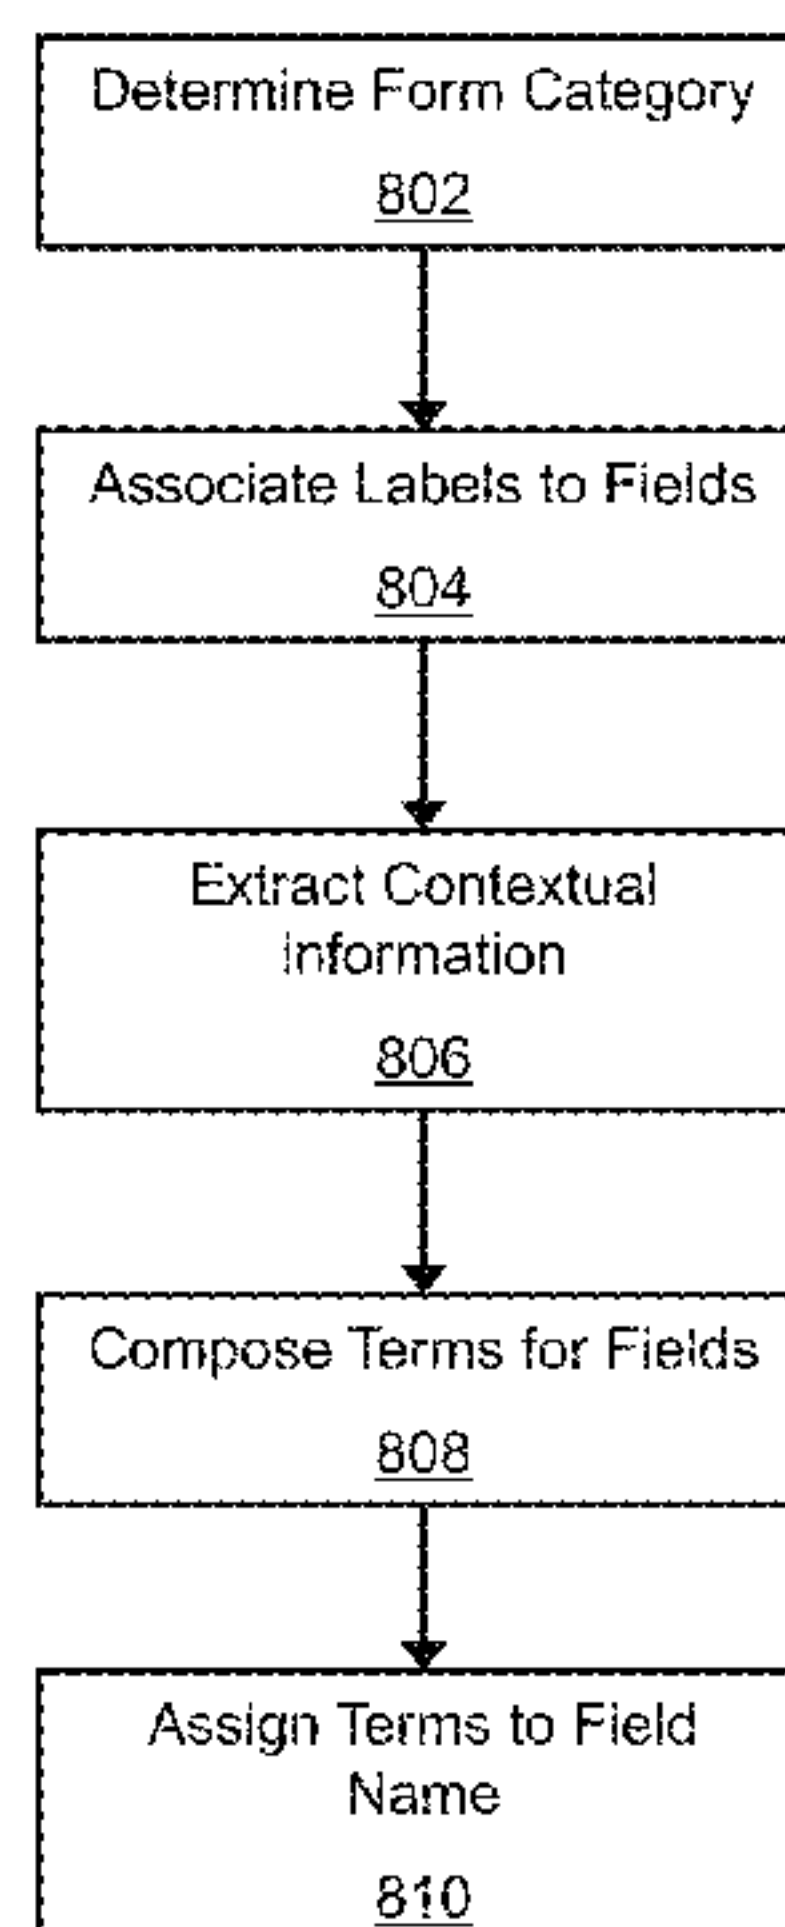 Determine Form Category
802
Associate Labels to Fields
804
Extract Contextual
Information
806
Compose Terms for Fields
808
Assign Terms to Field
Name
810